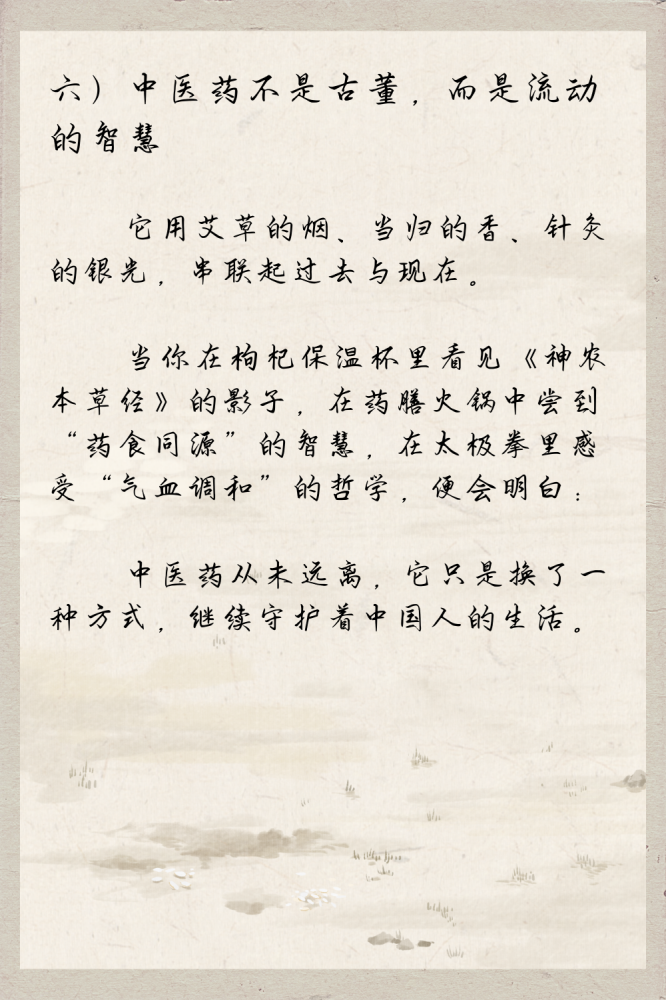 六）中医药不是古董，而是流动
的智慧
它用艾草的烟、当归的香、针灸
的银光，串联起过去与现在。
当你在枸杞保温杯里看见《神农
本草经》的影子，在药膳火锅中尝到
“药食同源”的智慧，在太极拳里感
受“气血调和”的哲学，便会明白：
中医药从未远离，它只是换了一
种方式，继续守护着中国人的生活。